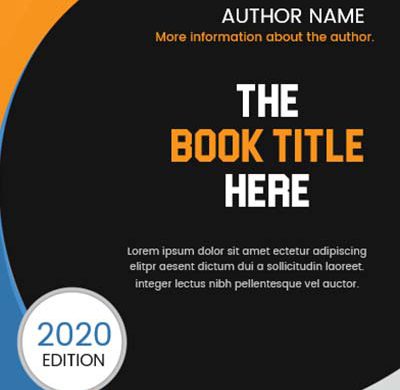 AUTHOR NAME
More information about the author.
THE
BOOK TITLE
HERE
Lorem ipsum dolor sit amet ectetur adipiscing
elitpr aesent dictum dui a sollicitudin laoreet.
integer lectus nibh pellentesque vel auctor.
2020
EDITION